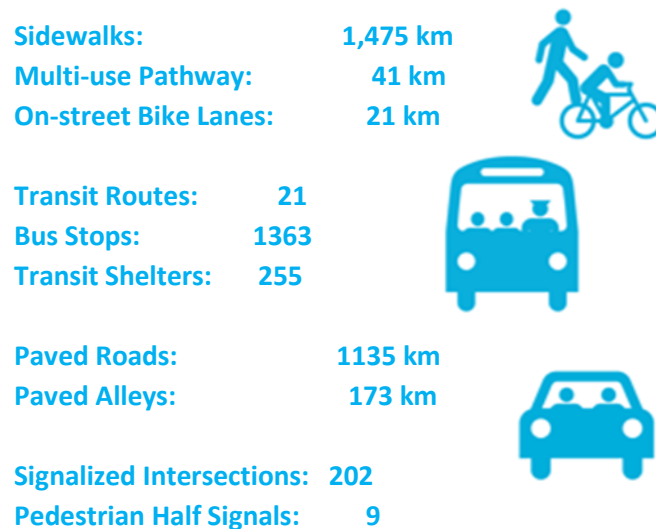 Sidewalks: 1,475 km
Multi-use Pathway: 41 km
On-street Bike Lanes: 21 km
Transit Routes: 21
Bus Stops: 1363
Transit Shelters: 255
Paved Roads: 1135 km
Paved Alleys: 173 km
Signalized Intersections: 202
Pedestrian Half Signals: 9